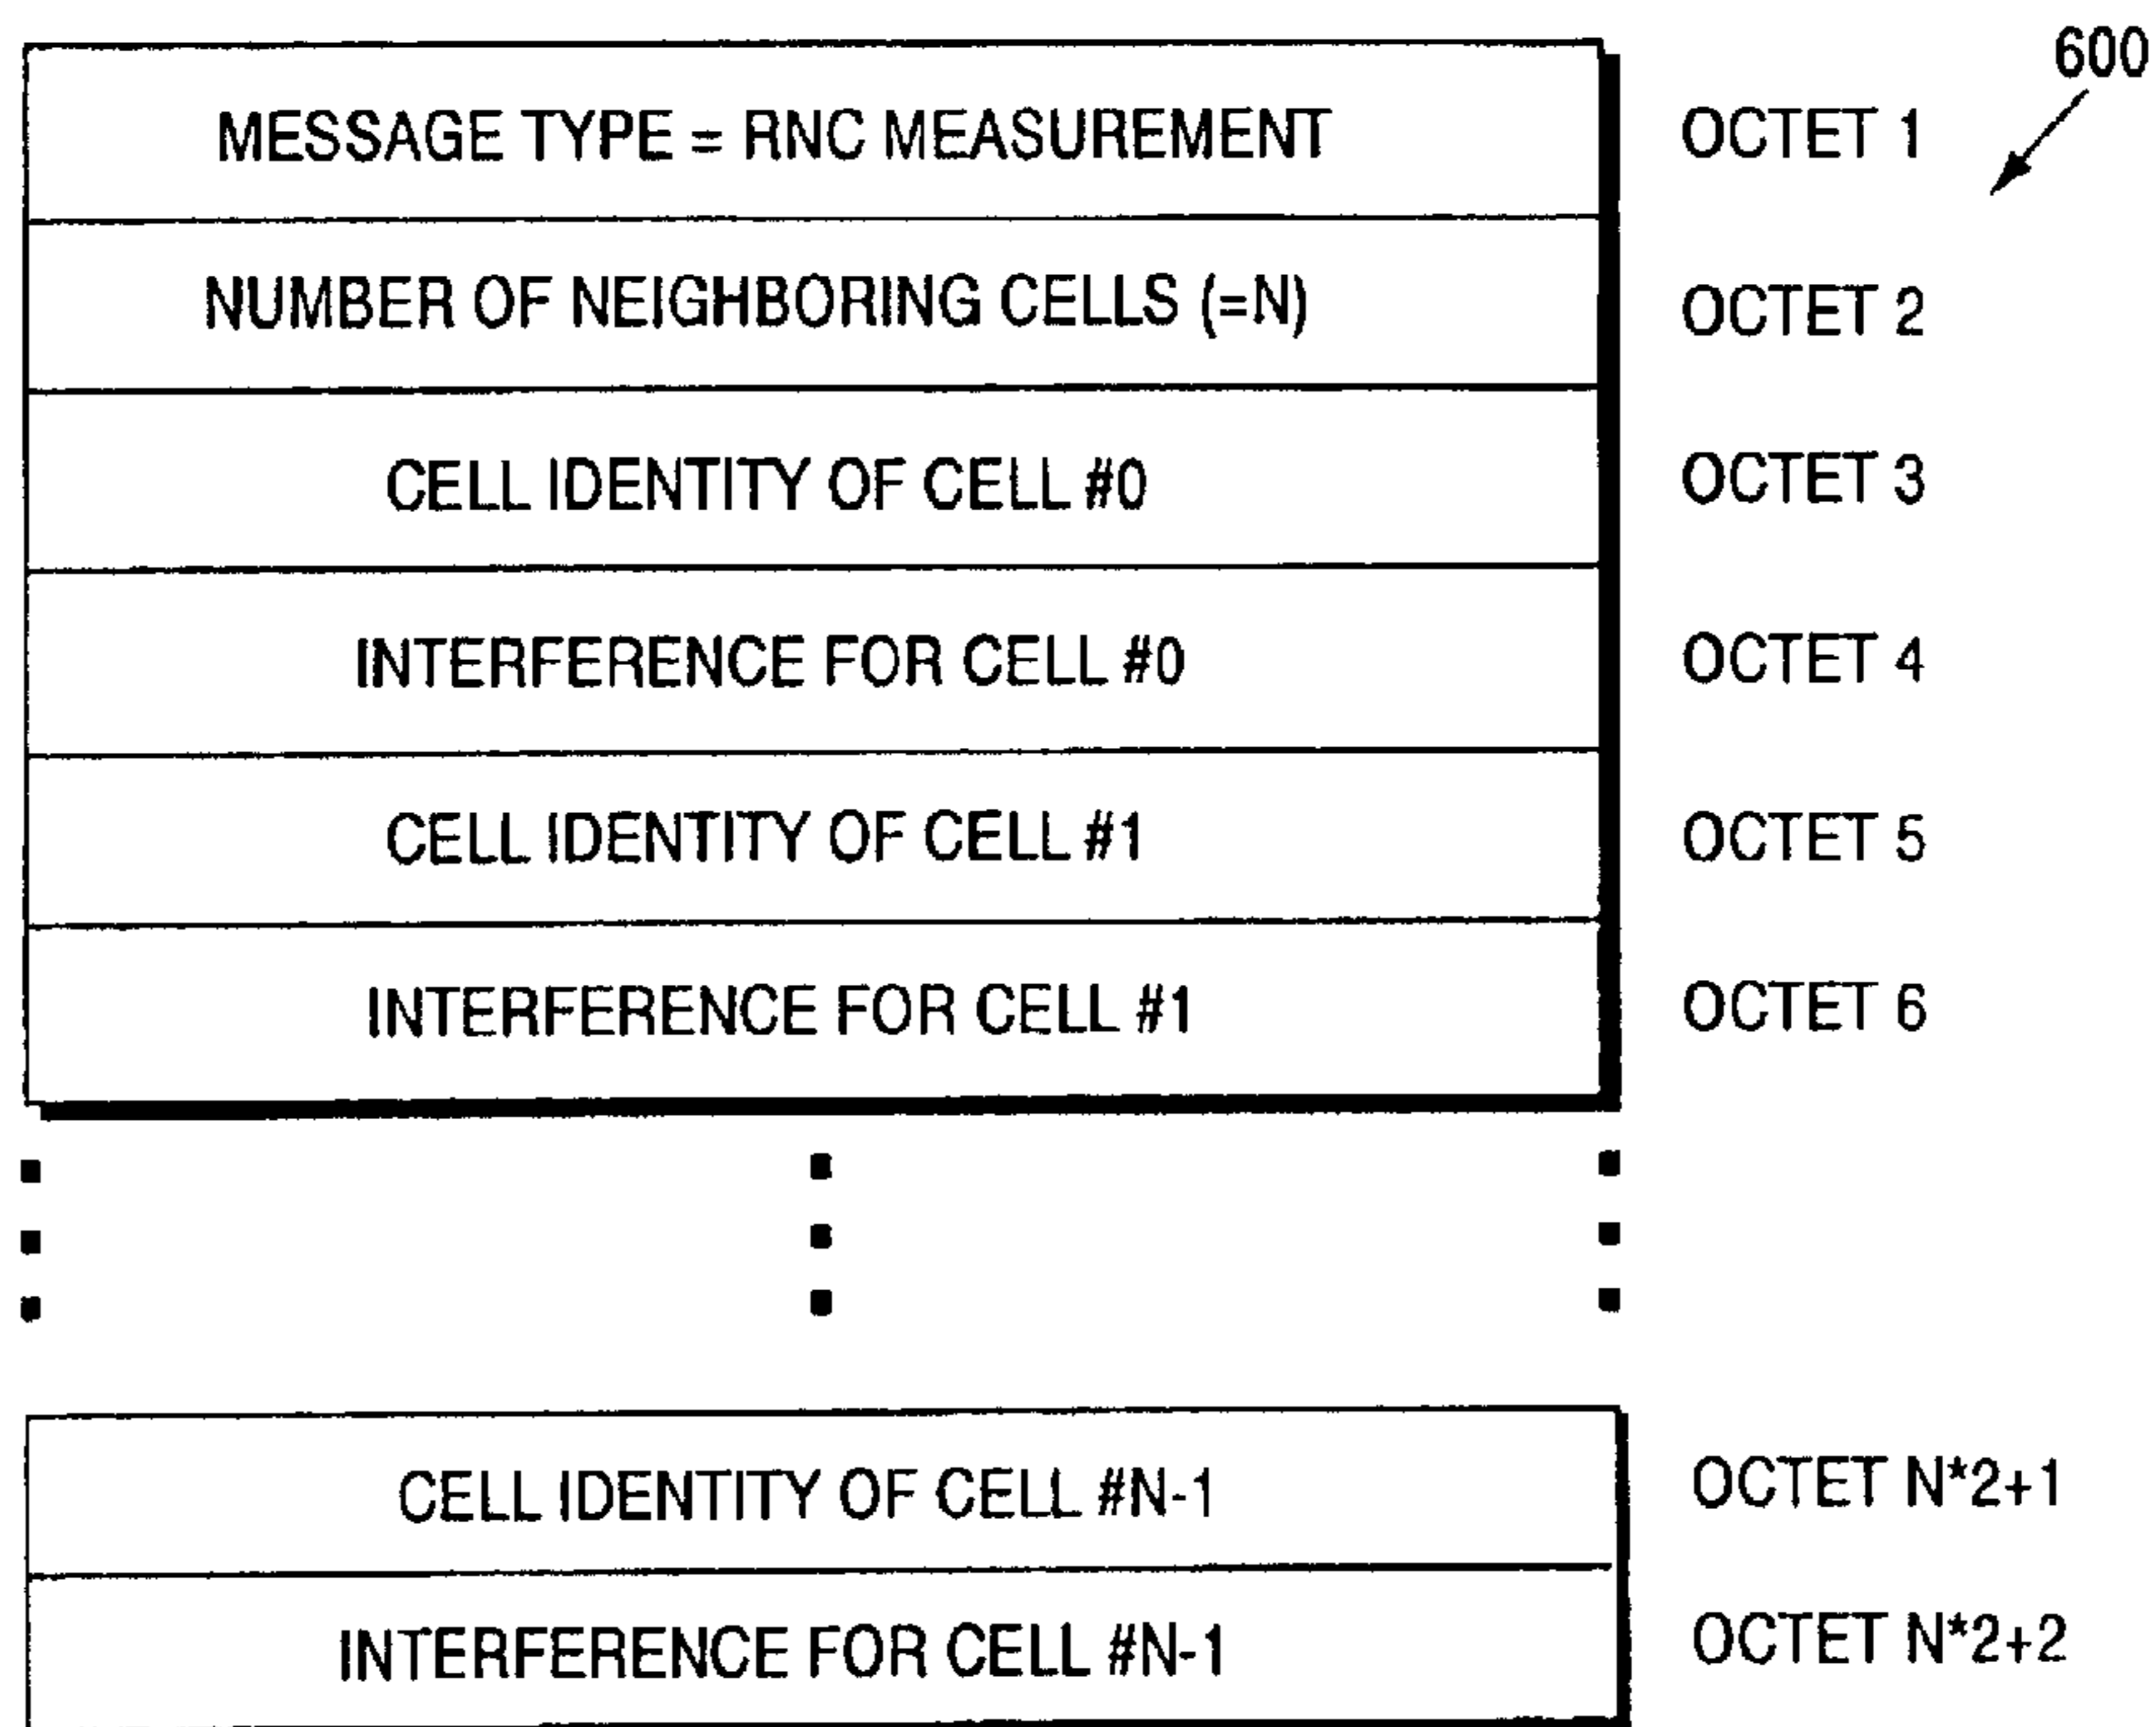 600
MESSAGE TYPE = RNC MEASUREMENT OCTET 1
NUMBER OF NEIGHBORING CELLS (=N) OCTET 2
CELL IDENTITY OF CELL #0 OCTET 3
INTERFERENCE FOR CELL #0 OCTET 4
CELL IDENTITY OF CELL #1 OCTET 5
INTERFERENCE FOR CELL #1 OCTET 6
CELL IDENTITY OF CELL #N-1 OCTET N*2+1
INTERFERENCE FOR CELL #N-1 OCTET N*2+2